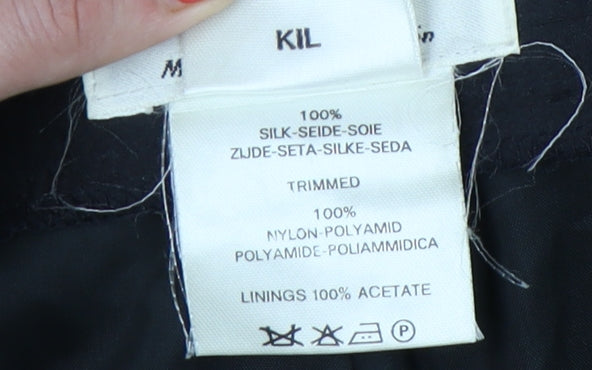 KIL
100%
SILK-SEIDE-SOIE
ZIJDE-SETA-SILKE-SEDA
TRIMMED
100%
NYLON-POLYAMID
POLYAMIDE-POLIAMMIDICA
LININGS 100% ACETATE
P